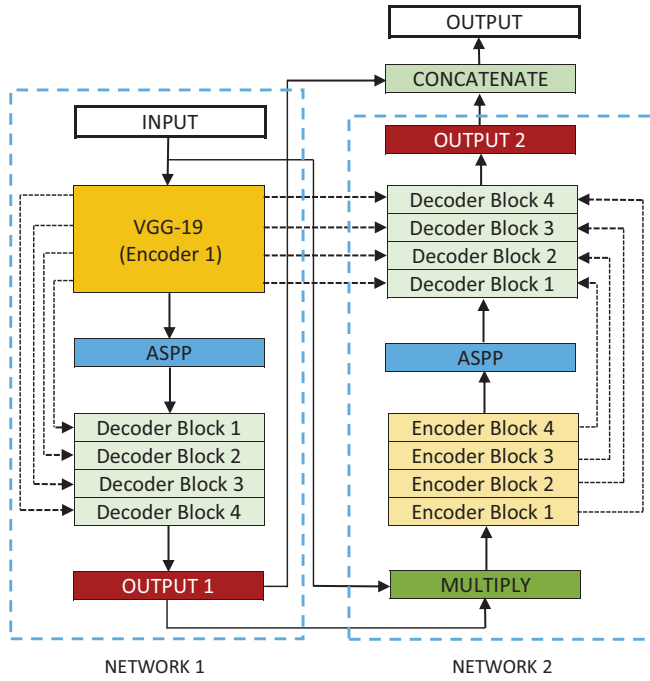 OUTPUT
CONCATENATE
INPUT
OUTPUT 2
VGG-19
(Encoder 1)
Decoder Block 4
Decoder Block 3
Decoder Block 2
Decoder Block 1
ASPP
ASPP
Decoder Block 1
Decoder Block 2
Decoder Block 3
Decoder Block 4
Encoder Block 4
Encoder Block 3
Encoder Block 2
Encoder Block 1
OUTPUT 1
MULTIPLY
NETWORK 1
NETWORK 2